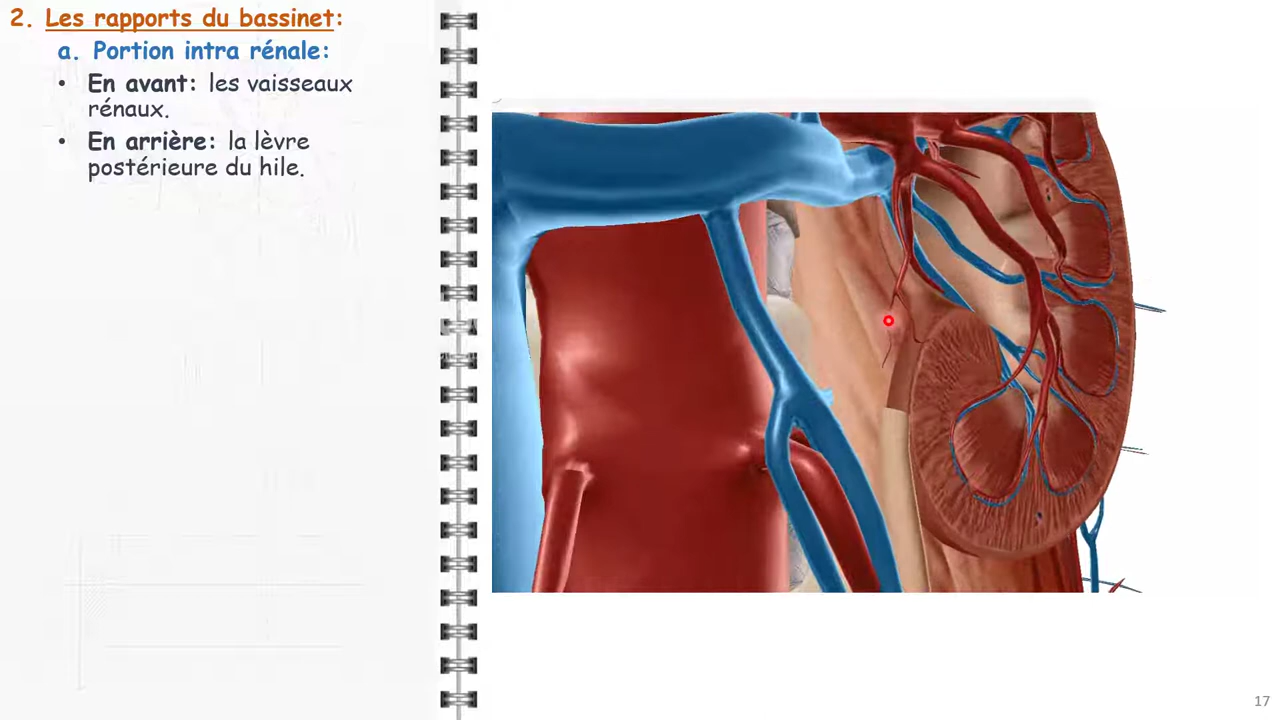 2. Les rapports du bassinet:
a. Portion intra rénale:
• En avant: les vaisseaux
rénaux.
• En arrière: la lèvre
postérieure du hile.
17